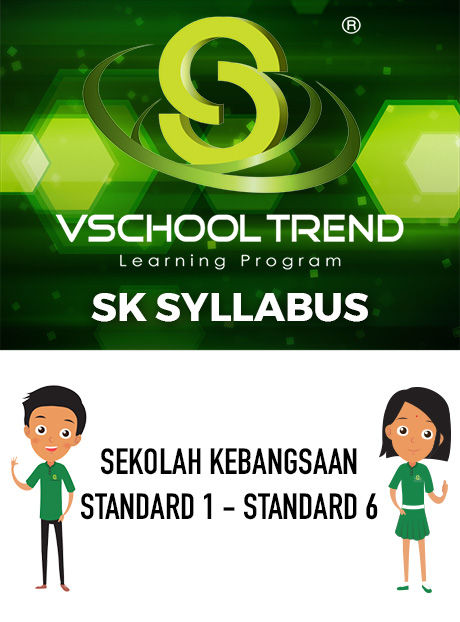 ®
VSCHOOL TREND
Learning Program
SK SYLLABUS
SEKOLAH KEBANGSAAN
STANDARD 1 - STANDARD 6